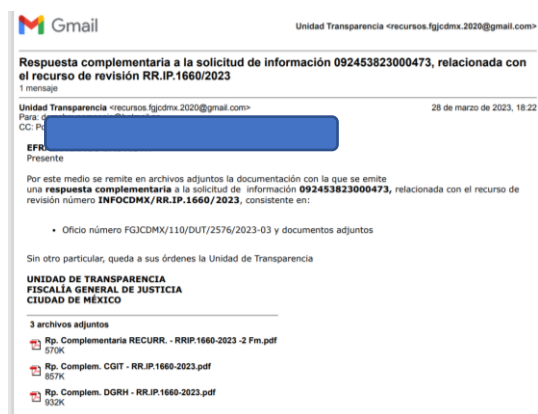 Gmail
Unidad Transparencia <recursos.fgjcdmx.2020@gmail.com>
Respuesta complementaria a la solicitud de información 092453823000473, relacionada con
el recurso de revisión RR.IP.1660/2023
1 mensaje
Unidad Transparencia <recursos.fgjcdmx.2020@gmail.com>
28 de marzo de 2023, 18:22
Para:
CC:
EFR
Presente
Por este medio se remite en archivos adjuntos la documentación con la que se emite
una respuesta complementaria a la solicitud de información 092453823000473, relacionada con el recurso de
revisión número INFOCDMX/RR.IP.1660/2023, consistente en:
• Oficio número FGJCDMX/110/DUT/2576/2023-03 y documentos adjuntos
Sin otro particular, queda a sus órdenes la Unidad de Transparencia
UNIDAD DE TRANSPARENCIA
FISCALÍA GENERAL DE JUSTICIA
CIUDAD DE MÉXICO
3 archivos adjuntos
Rp. Complementaria RECURR. - RRIP.1660-2023 -2 Fm.pdf
570K
Rp. Complem. CGIT - RR.IP.1660-2023.pdf
857K
Rp. Complem. DGRH - RR.IP.1660-2023.pdf
932K